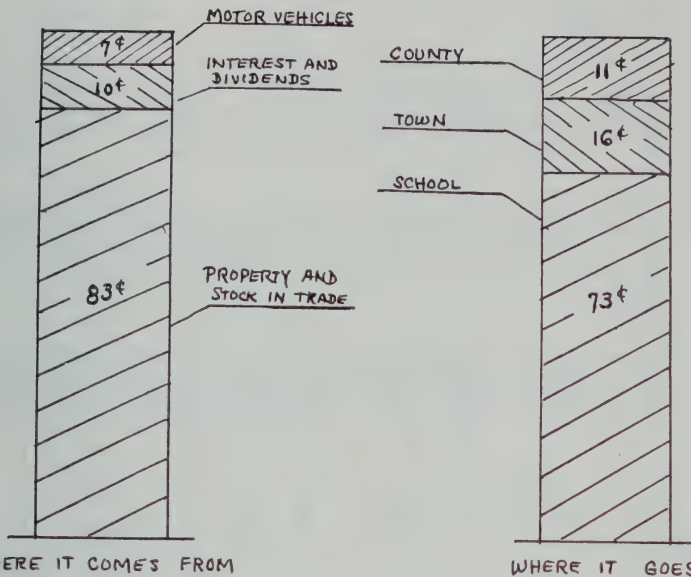 MOTOR VEHICLES
7¢
INTEREST AND
DIVIDENDS
10¢
PROPERTY AND
STOCK IN TRADE
83¢
ERE IT COMES FROM
COUNTY
11¢
TOWN
16¢
SCHOOL
73¢
WHERE IT GOES